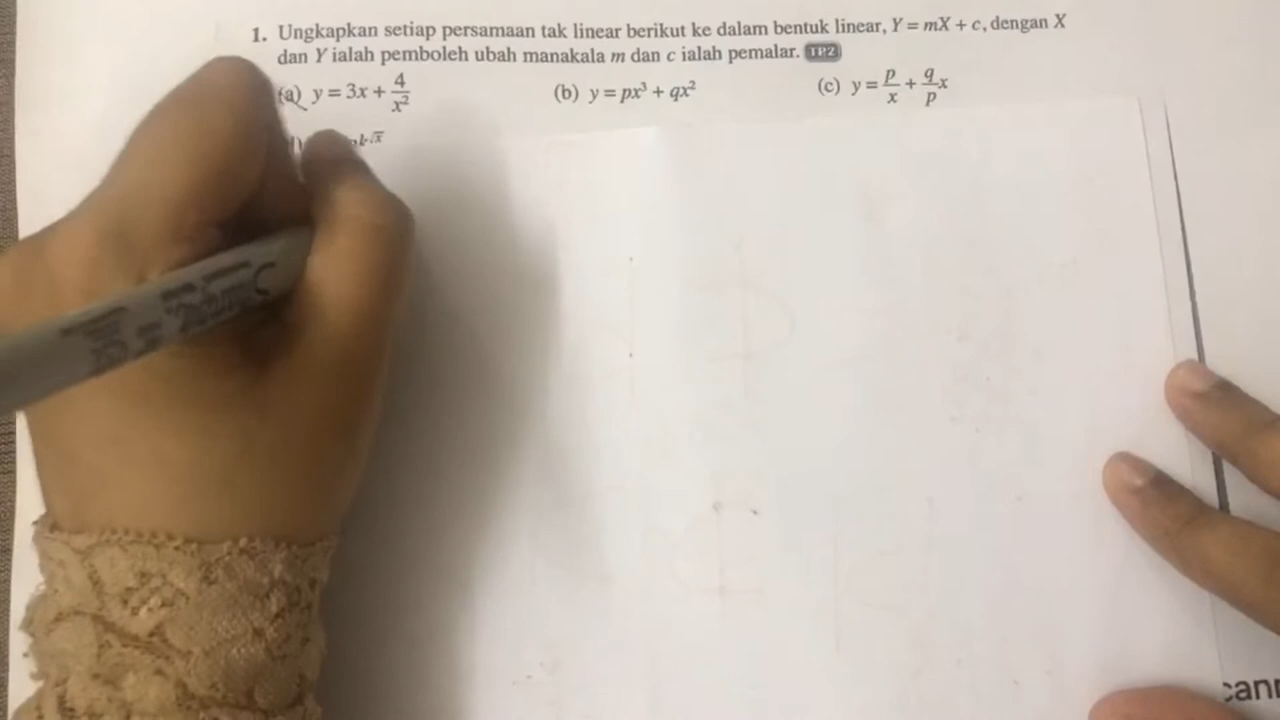 1. Ungkapkan setiap persamaan tak linear berikut ke dalam bentuk linear, Y = mX + c, dengan X
dan Y ialah pemboleh ubah manakala m dan c ialah pemalar. TP2
(a) y = 3x + 4/x² (b) y = px³ + qx² (c) y = p/x + q/p x
√x